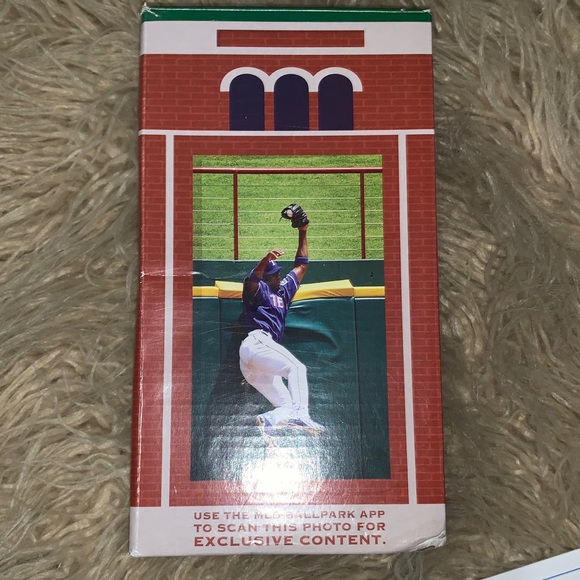 USE THE MLB BALLPARK APP
TO SCAN THIS PHOTO FOR
EXCLUSIVE CONTENT.